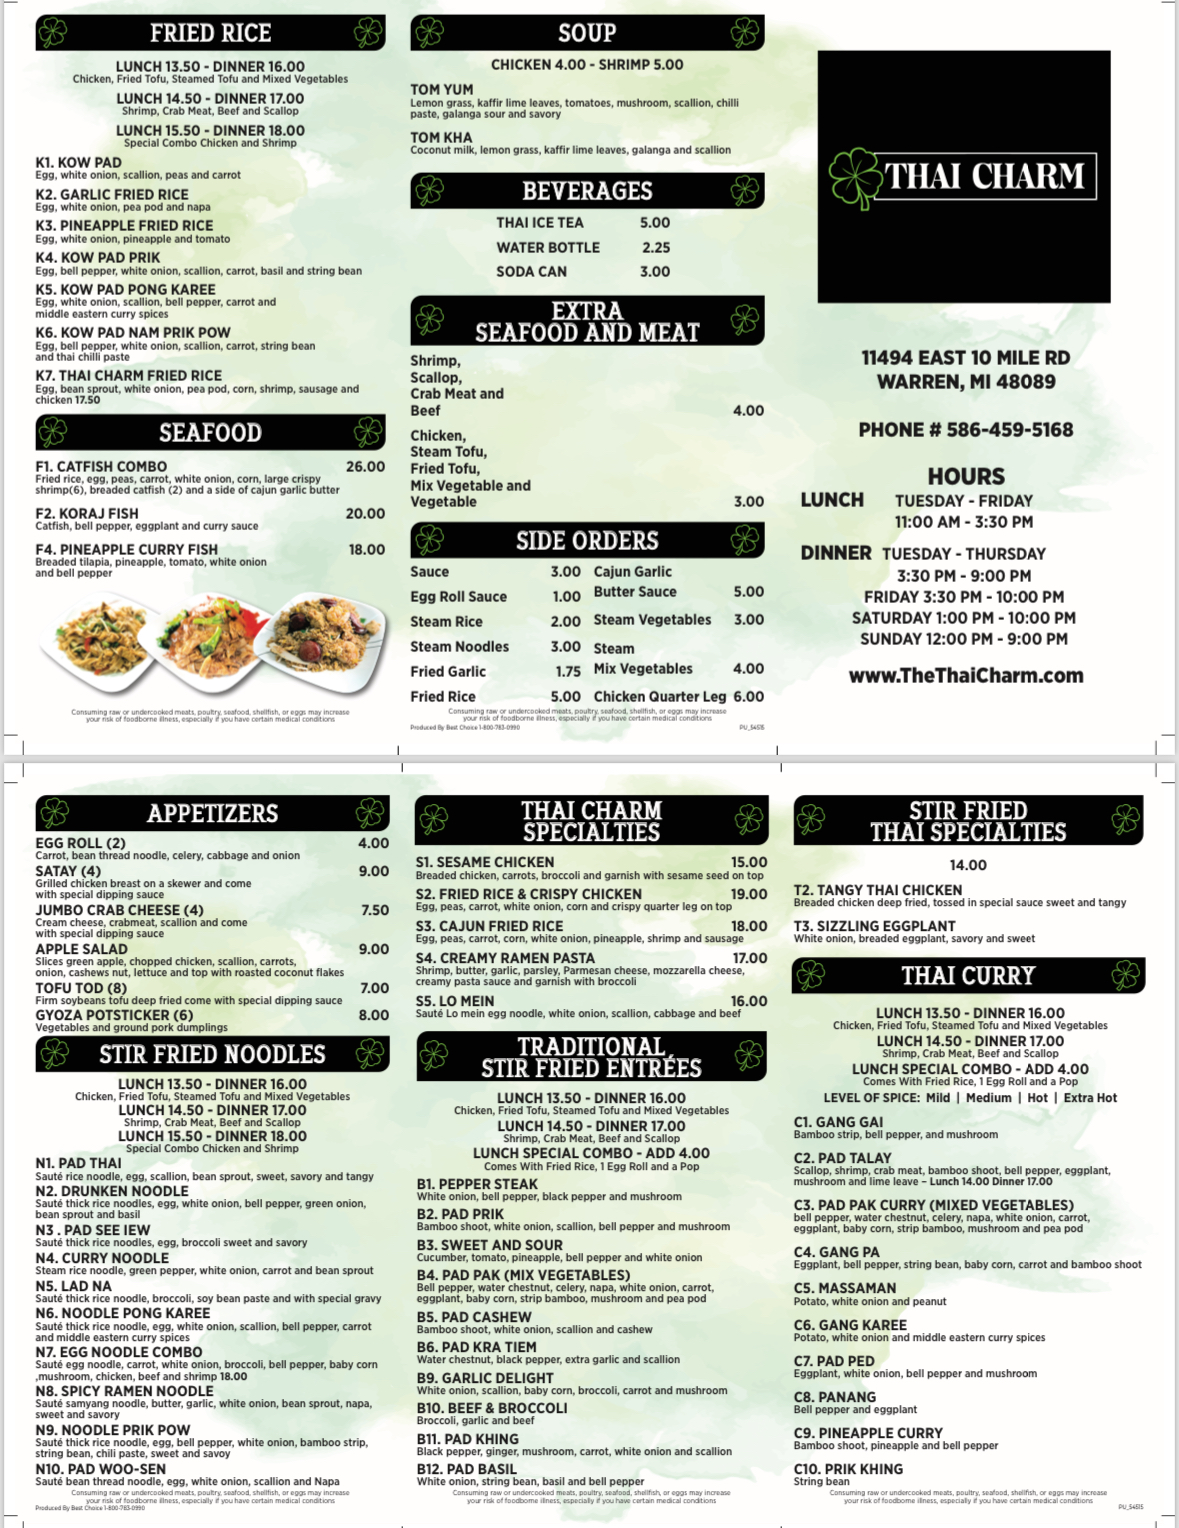 FRIED RICE
LUNCH 13.50 - DINNER 16.00
Chicken, Fried Tofu, Steamed Tofu and Mixed Vegetables
LUNCH 14.50 - DINNER 17.00
Shrimp, Crab Meat, Beef and Scallop
LUNCH 15.50 - DINNER 18.00
Special Combo Chicken and Shrimp
K1. KOW PAD
Egg, white onion, scallion, peas and carrot
K2. GARLIC FRIED RICE
Egg, white onion, pea pod and napa
K3. PINEAPPLE FRIED RICE
Egg, white onion, pineapple and tomato
K4. KOW PAD PRIK
Egg, bell pepper, white onion, scallion, carrot, basil and string bean
K5. KOW PAD PONG KAREE
Egg, white onion, scallion, bell pepper, carrot and
middle eastern curry spices
K6. KOW PAD NAM PRIK POW
Egg, bell pepper, white onion, scallion, carrot, string bean
and thai chilli paste
K7. THAI CHARM FRIED RICE
Egg, bean sprout, white onion, pea pod, corn, shrimp, sausage and
chicken 17.50
SEAFOOD
F1. CATFISH COMBO 26.00
Fried rice, egg, peas, carrot, white onion, corn, large crispy
shrimp(6), breaded catfish (2) and a side of cajun garlic butter
F2. KORAJ FISH 20.00
Catfish, bell pepper, eggplant and curry sauce
F4. PINEAPPLE CURRY FISH 18.00
Breaded tilapia, pineapple, tomato, white onion
and bell pepper
Consuming raw or undercooked meats, poultry, seafood, shellfish, or eggs may increase
your risk of foodborne illness, especially if you have certain medical conditions
SOUP
CHICKEN 4.00 - SHRIMP 5.00
TOM YUM
Lemon grass, kaffir lime leaves, tomatoes, mushroom, scallion, chilli
paste, galanga sour and savory
TOM KHA
Coconut milk, lemon grass, kaffir lime leaves, galanga and scallion
BEVERAGES
THAI ICE TEA 5.00
WATER BOTTLE 2.25
SODA CAN 3.00
EXTRA
SEAFOOD AND MEAT
Shrimp,
Scallop,
Crab Meat and
Beef 4.00
Chicken,
Steam Tofu,
Fried Tofu,
Mix Vegetable and
Vegetable 3.00
SIDE ORDERS
Sauce 3.00
Egg Roll Sauce 1.00
Steam Rice 2.00
Steam Noodles 3.00
Fried Garlic 1.75
Fried Rice 5.00
Cajun Garlic
Butter Sauce 5.00
Steam Vegetables 3.00
Steam
Mix Vegetables 4.00
Chicken Quarter Leg 6.00
Consuming raw or undercooked meats, poultry, seafood, shellfish, or eggs may increase
your risk of foodborne illness, especially if you have certain medical conditions
Produced By Best Choice 1-800-783-0990 PU_54515
THAI CHARM
11494 EAST 10 MILE RD
WARREN, MI 48089
PHONE # 586-459-5168
HOURS
LUNCH TUESDAY - FRIDAY
11:00 AM - 3:30 PM
DINNER TUESDAY - THURSDAY
3:30 PM - 9:00 PM
FRIDAY 3:30 PM - 10:00 PM
SATURDAY 1:00 PM - 10:00 PM
SUNDAY 12:00 PM - 9:00 PM
www.TheThaiCharm.com
APPETIZERS
EGG ROLL (2) 4.00
Carrot, bean thread noodle, celery, cabbage and onion
SATAY (4) 9.00
Grilled chicken breast on a skewer and come
with special dipping sauce
JUMBO CRAB CHEESE (4) 7.50
Cream cheese, crabmeat, scallion and come
with special dipping sauce
APPLE SALAD 9.00
Slices green apple, chopped chicken, scallion, carrots,
onion, cashews nut, lettuce and top with roasted coconut flakes
TOFU TOD (8) 7.00
Firm soybeans tofu deep fried come with special dipping sauce
GYOZA POTSTICKER (6) 8.00
Vegetables and ground pork dumplings
STIR FRIED NOODLES
LUNCH 13.50 - DINNER 16.00
Chicken, Fried Tofu, Steamed Tofu and Mixed Vegetables
LUNCH 14.50 - DINNER 17.00
Shrimp, Crab Meat, Beef and Scallop
LUNCH 15.50 - DINNER 18.00
Special Combo Chicken and Shrimp
N1. PAD THAI
Sauté rice noodle, egg, scallion, bean sprout, sweet, savory and tangy
N2. DRUNKEN NOODLE
Sauté thick rice noodles, egg, white onion, bell pepper, green onion,
bean sprout and basil
N3 . PAD SEE IEW
Sauté thick rice noodles, egg, broccoli sweet and savory
N4. CURRY NOODLE
Steam rice noodle, green pepper, white onion, carrot and bean sprout
N5. LAD NA
Sauté thick rice noodle, broccoli, soy bean paste and with special gravy
N6. NOODLE PONG KAREE
Sauté thick rice noodle, egg, white onion, scallion, bell pepper, carrot
and middle eastern curry spices
N7. EGG NOODLE COMBO
Sauté egg noodle, carrot, white onion, broccoli, bell pepper, baby corn
,mushroom, chicken, beef and shrimp 18.00
N8. SPICY RAMEN NOODLE
Sauté samyang noodle, butter, garlic, white onion, bean sprout, napa,
sweet and savory
N9. NOODLE PRIK POW
Sauté thick rice noodle, egg, bell pepper, white onion, bamboo strip,
string bean, chili paste, sweet and savoy
N10. PAD WOO-SEN
Sauté bean thread noodle, egg, white onion, scallion and Napa
Consuming raw or undercooked meats, poultry, seafood, shellfish, or eggs may increase
your risk of foodborne illness, especially if you have certain medical conditions
Produced By Best Choice 1-800-783-0990
THAI CHARM
SPECIALTIES
S1. SESAME CHICKEN 15.00
Breaded chicken, carrots, broccoli and garnish with sesame seed on top
S2. FRIED RICE & CRISPY CHICKEN 19.00
Egg, peas, carrot, white onion, corn and crispy quarter leg on top
S3. CAJUN FRIED RICE 18.00
Egg, peas, carrot, corn, white onion, pineapple, shrimp and sausage
S4. CREAMY RAMEN PASTA 17.00
Shrimp, butter, garlic, parsley, Parmesan cheese, mozzarella cheese,
creamy pasta sauce and garnish with broccoli
S5. LO MEIN 16.00
Sauté Lo mein egg noodle, white onion, scallion, cabbage and beef
TRADITIONAL
STIR FRIED ENTRÉES
LUNCH 13.50 - DINNER 16.00
Chicken, Fried Tofu, Steamed Tofu and Mixed Vegetables
LUNCH 14.50 - DINNER 17.00
Shrimp, Crab Meat, Beef and Scallop
LUNCH SPECIAL COMBO - ADD 4.00
Comes With Fried Rice, 1 Egg Roll and a Pop
B1. PEPPER STEAK
White onion, bell pepper, black pepper and mushroom
B2. PAD PRIK
Bamboo shoot, white onion, scallion, bell pepper and mushroom
B3. SWEET AND SOUR
Cucumber, tomato, pineapple, bell pepper and white onion
B4. PAD PAK (MIX VEGETABLES)
Bell pepper, water chestnut, celery, napa, white onion, carrot,
eggplant, baby corn, strip bamboo, mushroom and pea pod
B5. PAD CASHEW
Bamboo shoot, white onion, scallion and cashew
B6. PAD KRA TIEM
Water chestnut, black pepper, extra garlic and scallion
B9. GARLIC DELIGHT
White onion, scallion, baby corn, broccoli, carrot and mushroom
B10. BEEF & BROCCOLI
Broccoli, garlic and beef
B11. PAD KHING
Black pepper, ginger, mushroom, carrot, white onion and scallion
B12. PAD BASIL
White onion, string bean, basil and bell pepper
Consuming raw or undercooked meats, poultry, seafood, shellfish, or eggs may increase
your risk of foodborne illness, especially if you have certain medical conditions
STIR FRIED
THAI SPECIALTIES
14.00
T2. TANGY THAI CHICKEN
Breaded chicken deep fried, tossed in special sauce sweet and tangy
T3. SIZZLING EGGPLANT
White onion, breaded eggplant, savory and sweet
THAI CURRY
LUNCH 13.50 - DINNER 16.00
Chicken, Fried Tofu, Steamed Tofu and Mixed Vegetables
LUNCH 14.50 - DINNER 17.00
Shrimp, Crab Meat, Beef and Scallop
LUNCH SPECIAL COMBO - ADD 4.00
Comes With Fried Rice, 1 Egg Roll and a Pop
LEVEL OF SPICE: Mild | Medium | Hot | Extra Hot
C1. GANG GAI
Bamboo strip, bell pepper, and mushroom
C2. PAD TALAY
Scallop, shrimp, crab meat, bamboo shoot, bell pepper, eggplant,
mushroom and lime leave – Lunch 14.00 Dinner 17.00
C3. PAD PAK CURRY (MIXED VEGETABLES)
bell pepper, water chestnut, celery, napa, white onion, carrot,
eggplant, baby corn, strip bamboo, mushroom and pea pod
C4. GANG PA
Eggplant, bell pepper, string bean, baby corn, carrot and bamboo shoot
C5. MASSAMAN
Potato, white onion and peanut
C6. GANG KAREE
Potato, white onion and middle eastern curry spices
C7. PAD PED
Eggplant, white onion, bell pepper and mushroom
C8. PANANG
Bell pepper and eggplant
C9. PINEAPPLE CURRY
Bamboo shoot, pineapple and bell pepper
C10. PRIK KHING
String bean
Consuming raw or undercooked meats, poultry, seafood, shellfish, or eggs may increase
your risk of foodborne illness, especially if you have certain medical conditions
PU_54515